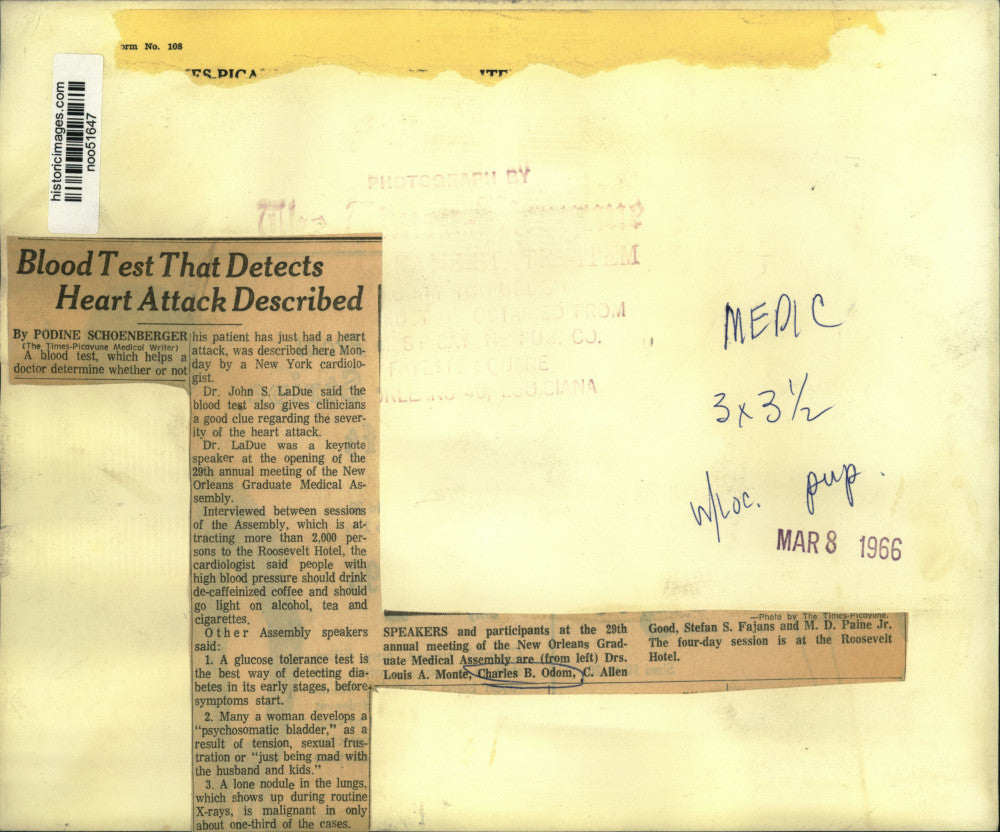 orm No. 108
ES-PICA
ITE
historicimages.com
noo51647
PHOTOGRAPH BY
The
ITEM
FROM
PUB. CO.
SQUARE
40, LOUISIANA
Blood Test That Detects
Heart Attack Described
By PODINE SCHOENBERGER
(The Times-Picayune Medical Writer)
A blood test, which helps a
doctor determine whether or not
his patient has just had a heart
attack, was described here Mon-
day by a New York cardiolo-
gist.
Dr. John S. LaDue said the
blood test also gives clinicians
a good clue regarding the sever-
ity of the heart attack.
Dr. LaDue was a keynote
speaker at the opening of the
29th annual meeting of the New
Orleans Graduate Medical As-
sembly.
Interviewed between sessions
of the Assembly, which is at-
tracting more than 2,000 per-
sons to the Roosevelt Hotel, the
cardiologist said people with
high blood pressure should drink
de-caffeinized coffee and should
go light on alcohol, tea and
cigarettes.
Other Assembly speakers
said:
1. A glucose tolerance test is
the best way of detecting dia-
betes in its early stages, before
symptoms start.
2. Many a woman develops a
"psychosomatic bladder," as a
result of tension, sexual frus-
tration or "just being mad with
the husband and kids."
3. A lone nodule in the lungs,
which shows up during routine
X-rays, is malignant in only
about one-third of the cases.
MEDIC
3x3½
w/loc. pup.
MAR 8 1966
—Photo by The Times-Picayune.
SPEAKERS and participants at the 29th
annual meeting of the New Orleans Grad-
uate Medical Assembly are (from left) Drs.
Louis A. Monte, Charles B. Odom, C. Allen
Good, Stefan S. Fajans and M. D. Paine Jr.
The four-day session is at the Roosevelt
Hotel.